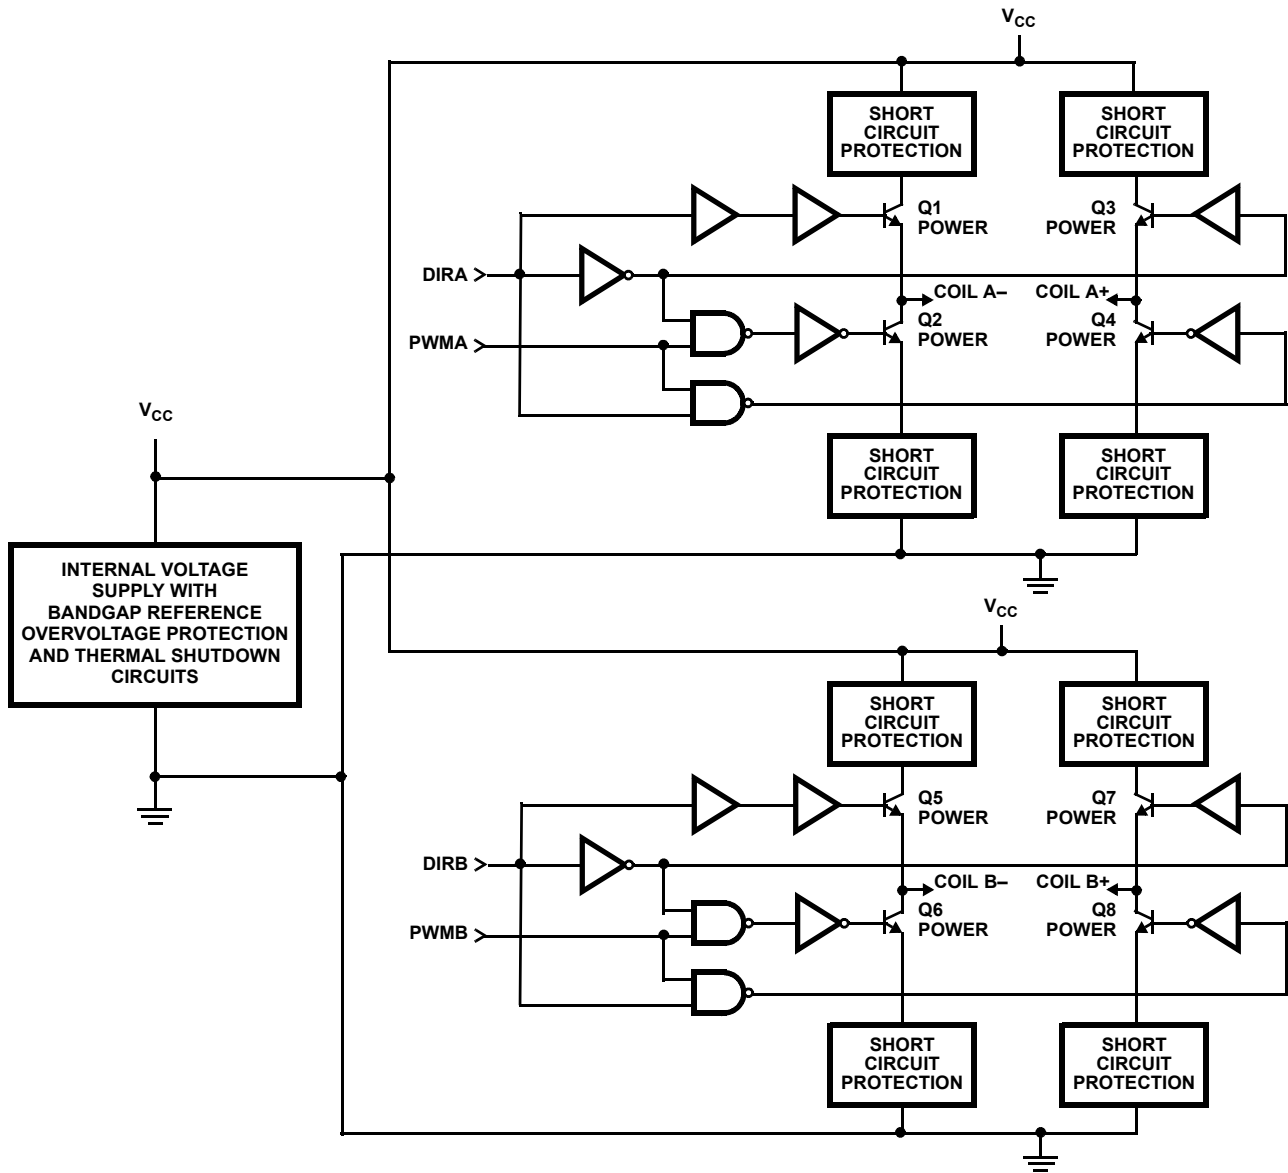 VCC
SHORT
CIRCUIT
PROTECTION
SHORT
CIRCUIT
PROTECTION
Q1
POWER
Q3
POWER
DIRA
COIL A–
COIL A+
Q2
POWER
Q4
POWER
PWMA
VCC
SHORT
CIRCUIT
PROTECTION
SHORT
CIRCUIT
PROTECTION
INTERNAL VOLTAGE
SUPPLY WITH
BANDGAP REFERENCE
OVERVOLTAGE PROTECTION
AND THERMAL SHUTDOWN
CIRCUITS
VCC
SHORT
CIRCUIT
PROTECTION
SHORT
CIRCUIT
PROTECTION
Q5
POWER
Q7
POWER
DIRB
COIL B–
COIL B+
Q6
POWER
Q8
POWER
PWMB
SHORT
CIRCUIT
PROTECTION
SHORT
CIRCUIT
PROTECTION